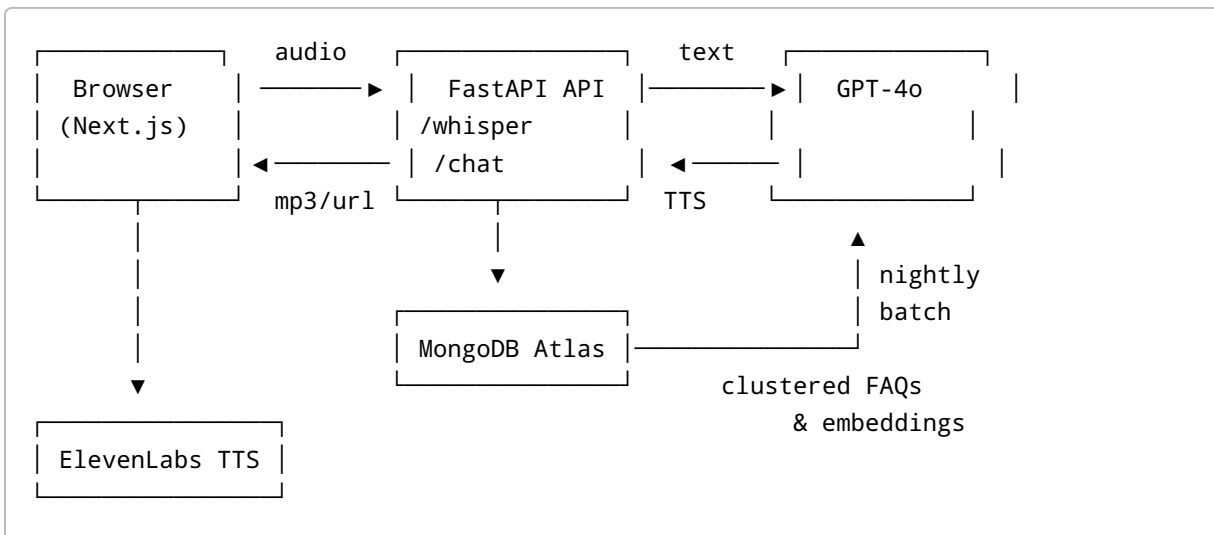 audio text
Browser FastAPI API GPT-4o
(Next.js) /whisper
/chat
mp3/url TTS
nightly
batch
MongoDB Atlas
clustered FAQs
& embeddings
ElevenLabs TTS